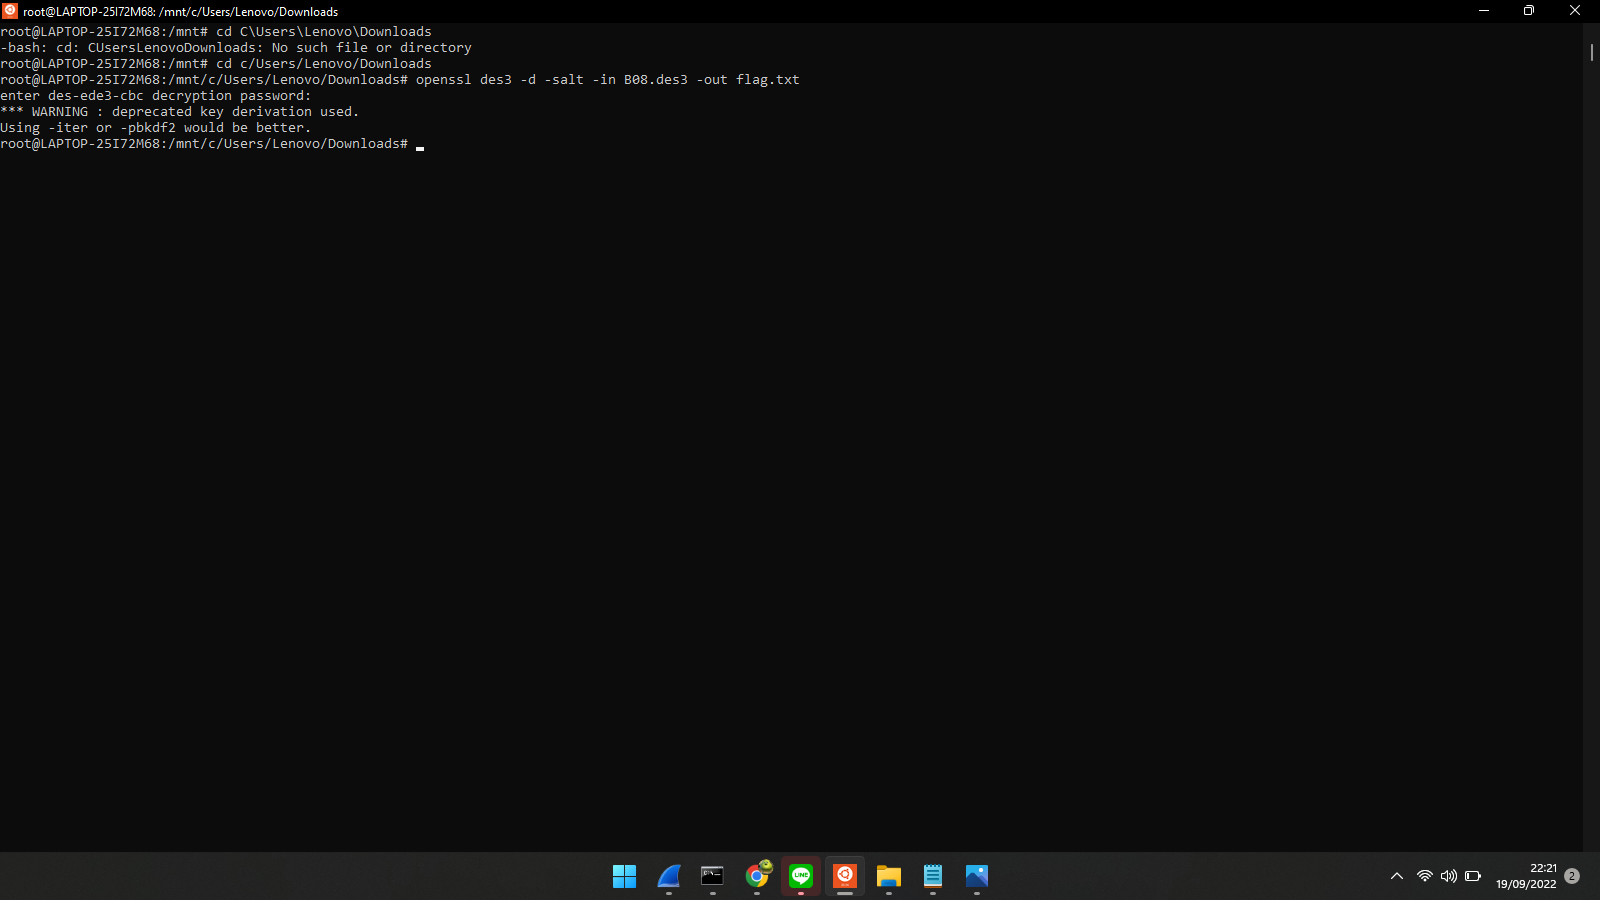 root@LAPTOP-25I72M68: /mnt/c/Users/Lenovo/Downloads
root@LAPTOP-25I72M68:/mnt# cd C\Users\Lenovo\Downloads
-bash: cd: CUsersLenovoDownloads: No such file or directory
root@LAPTOP-25I72M68:/mnt# cd c/Users/Lenovo/Downloads
root@LAPTOP-25I72M68:/mnt/c/Users/Lenovo/Downloads# openssl des3 -d -salt -in B08.des3 -out flag.txt
enter des-ede3-cbc decryption password:
*** WARNING : deprecated key derivation used.
Using -iter or -pbkdf2 would be better.
root@LAPTOP-25I72M68:/mnt/c/Users/Lenovo/Downloads#
LINE
22:21
19/09/2022
2